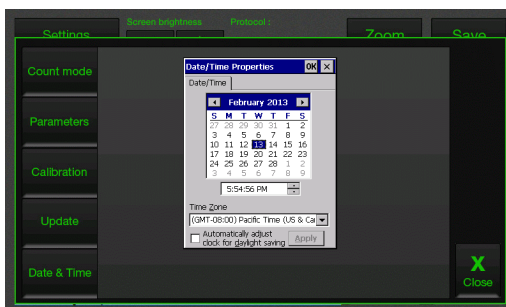 Screen brightness Protocol :
Settings Zoom Save
Count mode
Parameters
Calibration
Update
Date & Time
Date/Time Properties OK ×
Date/Time
February 2013
S M T W T F S
27 28 29 30 31 1 2
3 4 5 6 7 8 9
10 11 12 13 14 15 16
17 18 19 20 21 22 23
24 25 26 27 28 1 2
3 4 5 6 7 8 9
5:54:56 PM
Time Zone
(GMT-08:00) Pacific Time (US & Ca
Automatically adjust
clock for daylight saving Apply
X
Close